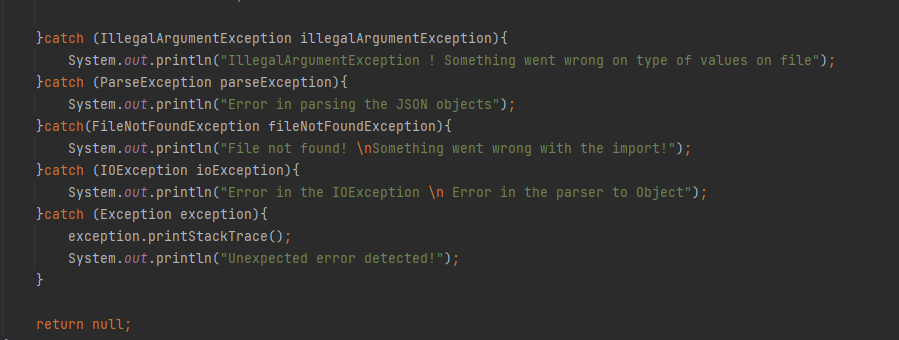 }catch (IllegalArgumentException illegalArgumentException){
System.out.println("IllegalArgumentException ! Something went wrong on type of values on file");
}catch (ParseException parseException){
System.out.println("Error in parsing the JSON objects");
}catch(FileNotFoundException fileNotFoundException){
System.out.println("File not found! \nSomething went wrong with the import!");
}catch (IOException ioException){
System.out.println("Error in the IOException \n Error in the parser to Object");
}catch (Exception exception){
exception.printStackTrace();
System.out.println("Unexpected error detected!");
}
return null;